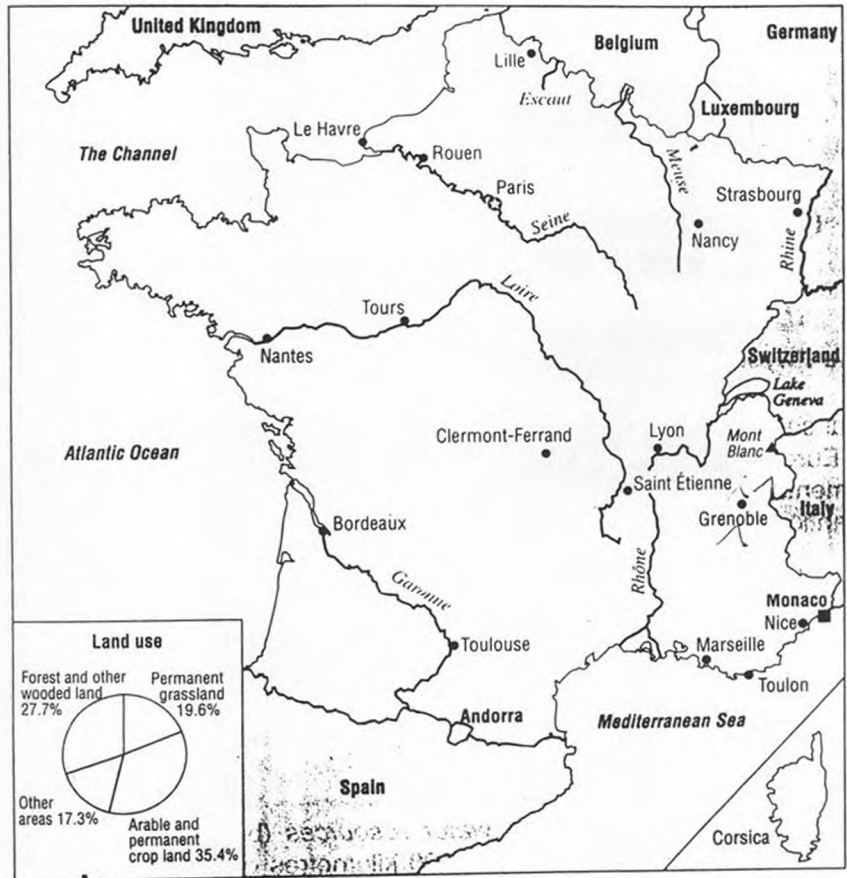 United Kingdom
Belgium
Germany
Lille
Escaut
Luxembourg
Le Havre
The Channel
Rouen
Meuse
Paris
Strasbourg
Seine
Nancy
Rhine
Loire
Tours
Nantes
Switzerland
Lake
Geneva
Clermont-Ferrand
Lyon
Mont
Blanc
Atlantic Ocean
Saint Étienne
Grenoble
Italy
Bordeaux
Rhône
Garonne
Monaco
Nice
Toulouse
Marseille
Toulon
Andorra
Mediterranean Sea
Spain
Corsica
Land use
Forest and other
wooded land
27.7%
Permanent
grassland
19.6%
Other
areas 17.3%
Arable and
permanent
crop land 35.4%